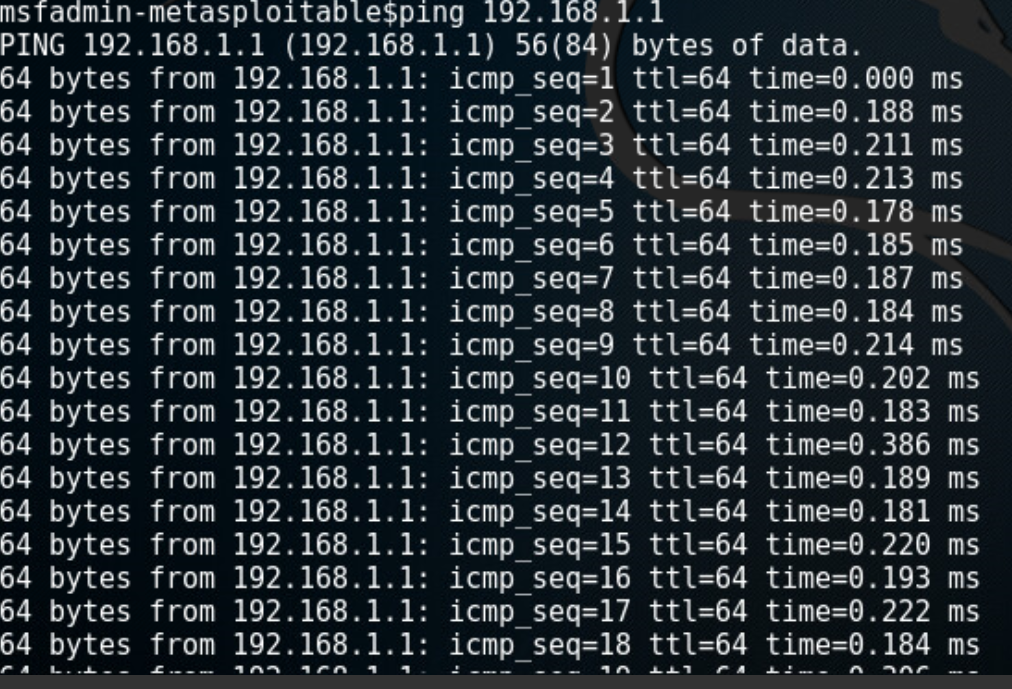 msfadmin-metasploitable$ping 192.168.1.1
PING 192.168.1.1 (192.168.1.1) 56(84) bytes of data.
64 bytes from 192.168.1.1: icmp_seq=1 ttl=64 time=0.000 ms
64 bytes from 192.168.1.1: icmp_seq=2 ttl=64 time=0.188 ms
64 bytes from 192.168.1.1: icmp_seq=3 ttl=64 time=0.211 ms
64 bytes from 192.168.1.1: icmp_seq=4 ttl=64 time=0.213 ms
64 bytes from 192.168.1.1: icmp_seq=5 ttl=64 time=0.178 ms
64 bytes from 192.168.1.1: icmp_seq=6 ttl=64 time=0.185 ms
64 bytes from 192.168.1.1: icmp_seq=7 ttl=64 time=0.187 ms
64 bytes from 192.168.1.1: icmp_seq=8 ttl=64 time=0.184 ms
64 bytes from 192.168.1.1: icmp_seq=9 ttl=64 time=0.214 ms
64 bytes from 192.168.1.1: icmp_seq=10 ttl=64 time=0.202 ms
64 bytes from 192.168.1.1: icmp_seq=11 ttl=64 time=0.183 ms
64 bytes from 192.168.1.1: icmp_seq=12 ttl=64 time=0.386 ms
64 bytes from 192.168.1.1: icmp_seq=13 ttl=64 time=0.189 ms
64 bytes from 192.168.1.1: icmp_seq=14 ttl=64 time=0.181 ms
64 bytes from 192.168.1.1: icmp_seq=15 ttl=64 time=0.220 ms
64 bytes from 192.168.1.1: icmp_seq=16 ttl=64 time=0.193 ms
64 bytes from 192.168.1.1: icmp_seq=17 ttl=64 time=0.222 ms
64 bytes from 192.168.1.1: icmp_seq=18 ttl=64 time=0.184 ms